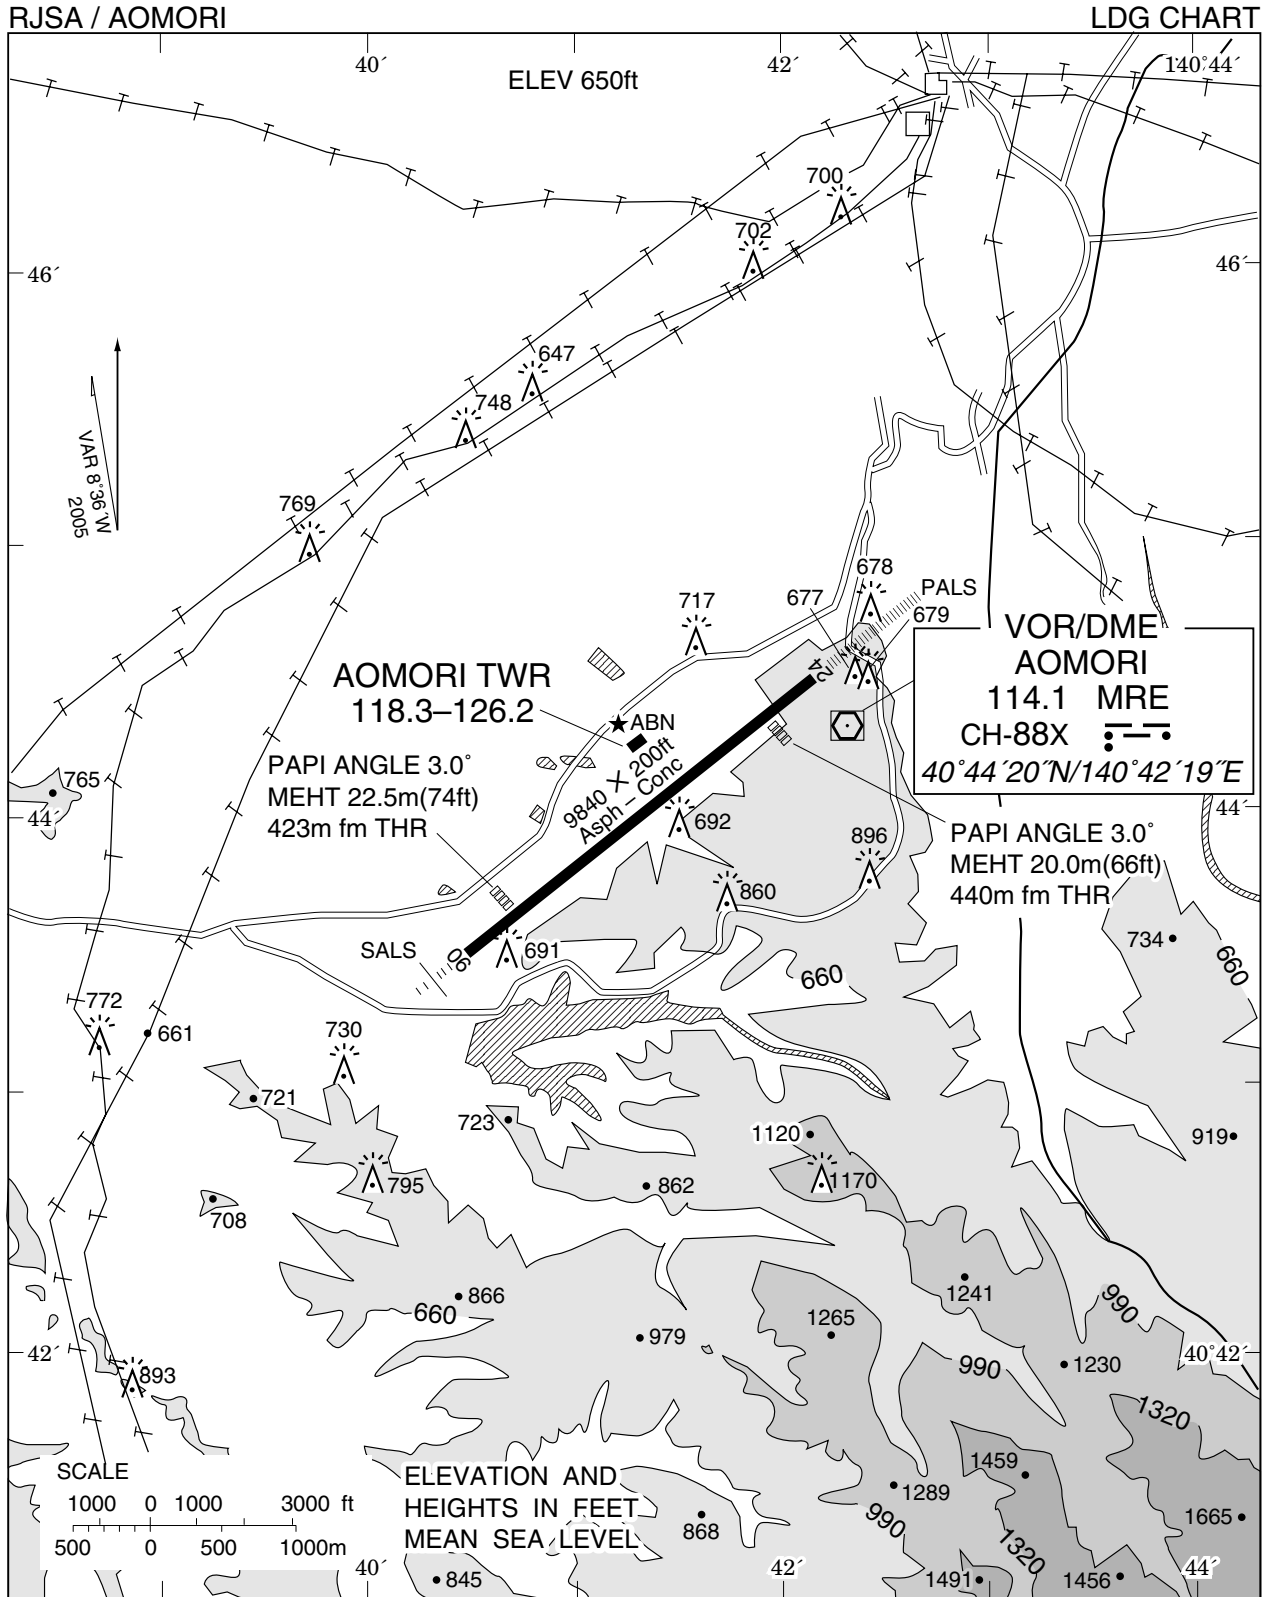 RJSA / AOMORI
LDG CHART
40´
42´
140°44´
ELEV 650ft
700
702
46´
46´
647
748
VAR 8°36´W
2005
769
678
717
677
PALS
679
24
VOR/DME
AOMORI
114.1 MRE
CH-88X
40°44´20˝N/140°42´19˝E
AOMORI TWR
118.3–126.2
ABN
9840 × 200ft
Asph – Conc
PAPI ANGLE 3.0°
MEHT 22.5m(74ft)
423m fm THR
765
44´
44´
692
896
PAPI ANGLE 3.0°
MEHT 20.0m(66ft)
440m fm THR
860
734
660
SALS
06
691
660
772
661
730
721
723
1120
919
795
862
1170
708
866
660
1241
990
1265
979
42´
990
1230
40°42´
893
1320
SCALE
1000 0 1000 3000 ft
500 0 500 1000m
ELEVATION AND
HEIGHTS IN FEET
MEAN SEA LEVEL
1459
1289
990
868
1665
1320
40´
845
42´
1491
1456
44´